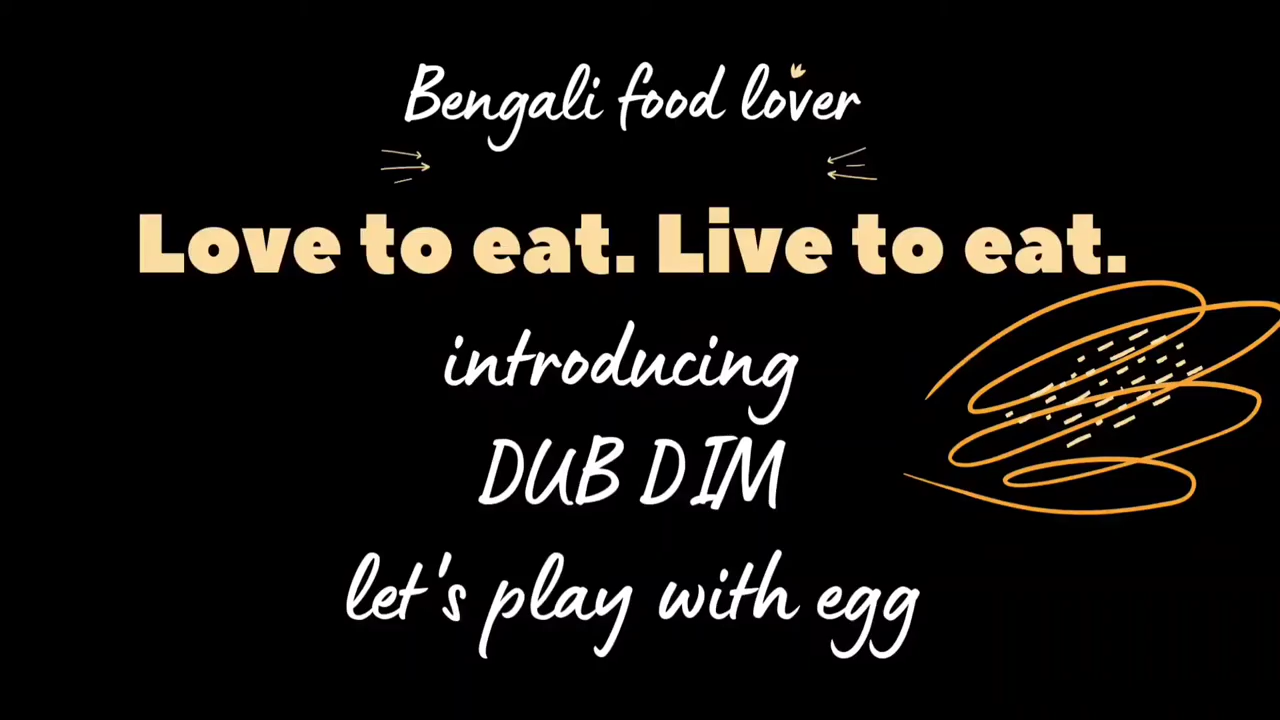 Bengali food lover
Love to eat. Live to eat.
introducing
DUB DIM
let's play with egg